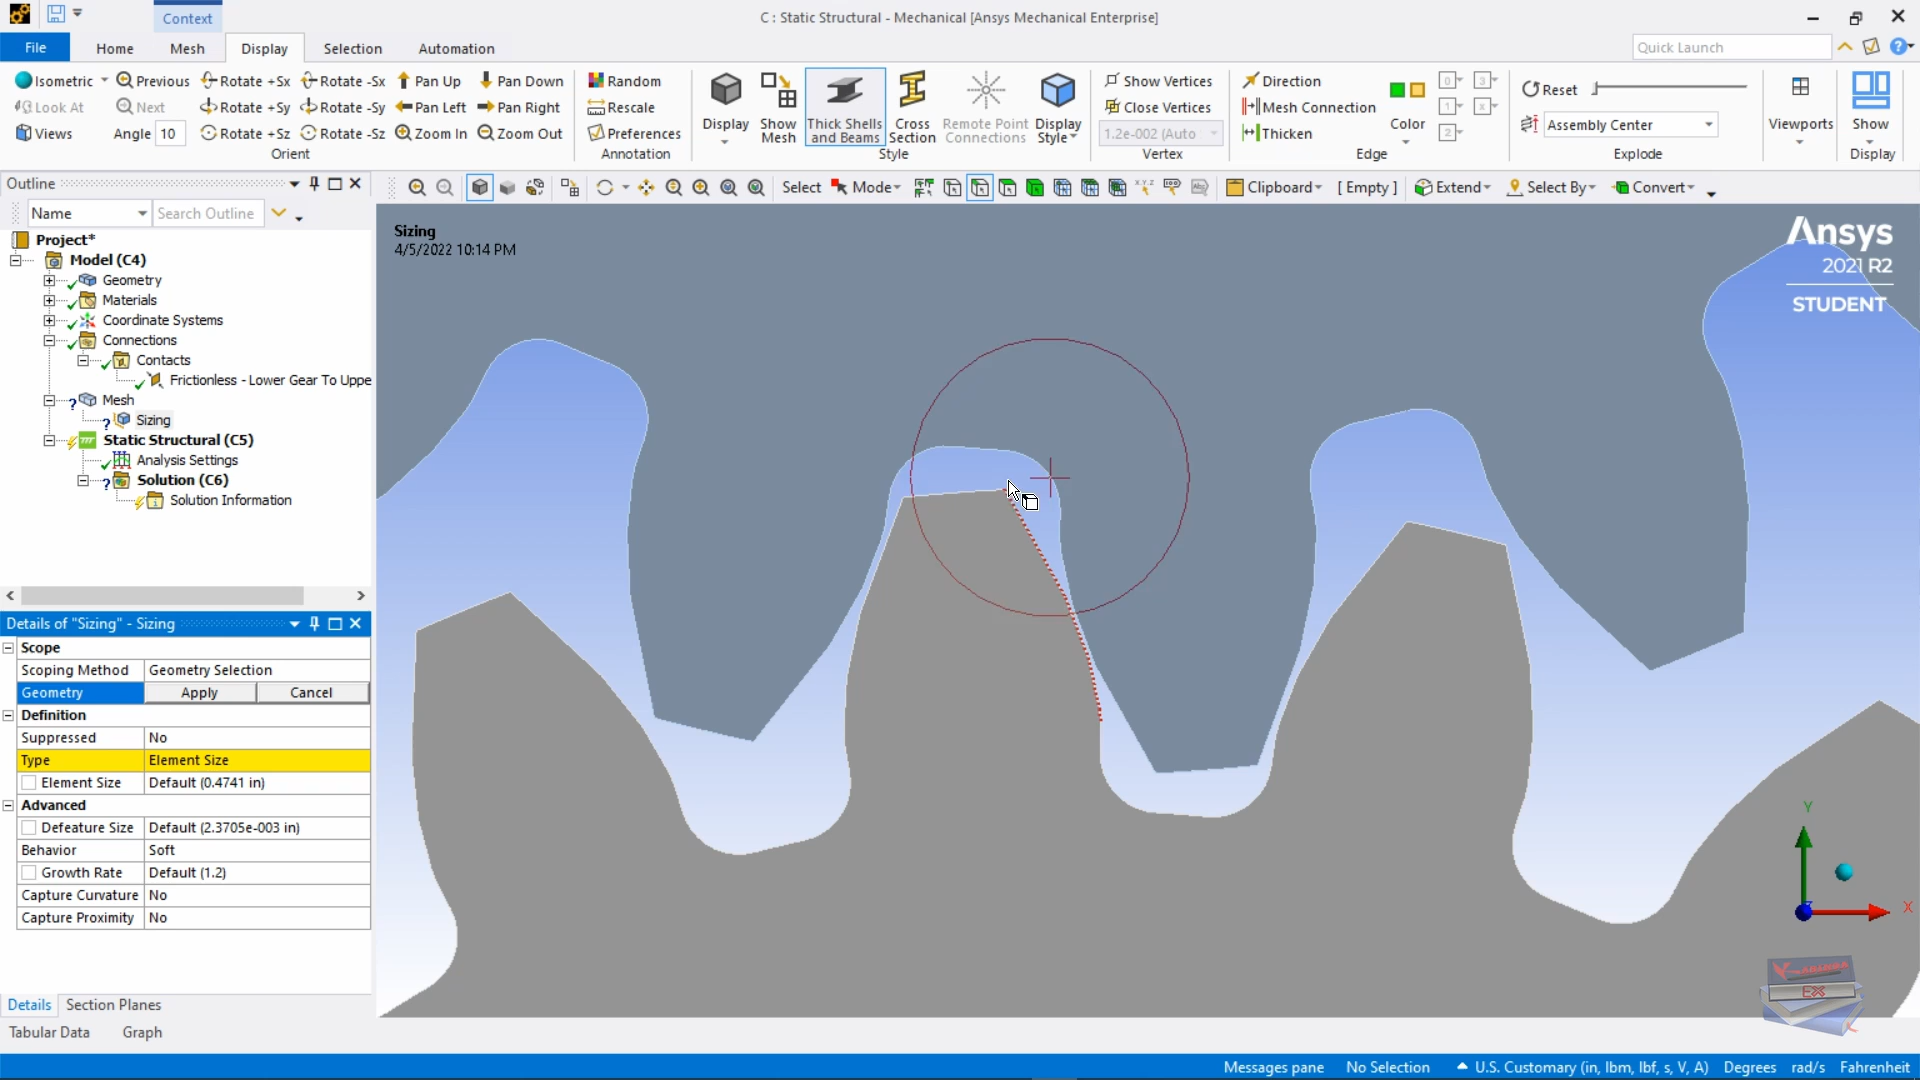 Context
C : Static Structural - Mechanical [Ansys Mechanical Enterprise]
File Home Mesh Display Selection Automation
Quick Launch
Isometric Previous Rotate +Sx Rotate -Sx Pan Up Pan Down
Look At Next Rotate +Sy Rotate -Sy Pan Left Pan Right
Views Angle 10 Rotate +Sz Rotate -Sz Zoom In Zoom Out
Orient
Random
Rescale
Preferences
Annotation
Display
Show Mesh
Thick Shells and Beams
Cross Section
Remote Point Connections
Display Style
Style
Show Vertices
Close Vertices
1.2e-002 (Auto
Vertex
Direction
Mesh Connection
Thicken
Color
0 3
1 x
2
Edge
Reset
Assembly Center
Explode
Viewports
Show
Display
Outline
Name Search Outline
Select Mode Clipboard [ Empty ] Extend Select By Convert
Project*
Model (C4)
Geometry
Materials
Coordinate Systems
Connections
Contacts
Frictionless - Lower Gear To Uppe
Mesh
Sizing
Static Structural (C5)
Analysis Settings
Solution (C6)
Solution Information
Sizing
4/5/2022 10:14 PM
Ansys
2021 R2
STUDENT
Details of "Sizing" - Sizing
Scope
Scoping Method Geometry Selection
Geometry Apply Cancel
Definition
Suppressed No
Type Element Size
Element Size Default (0.4741 in)
Advanced
Defeature Size Default (2.3705e-003 in)
Behavior Soft
Growth Rate Default (1.2)
Capture Curvature No
Capture Proximity No
Y
X
EX
Details Section Planes
Tabular Data Graph
Messages pane No Selection U.S. Customary (in, lbm, lbf, s, V, A) Degrees rad/s Fahrenheit